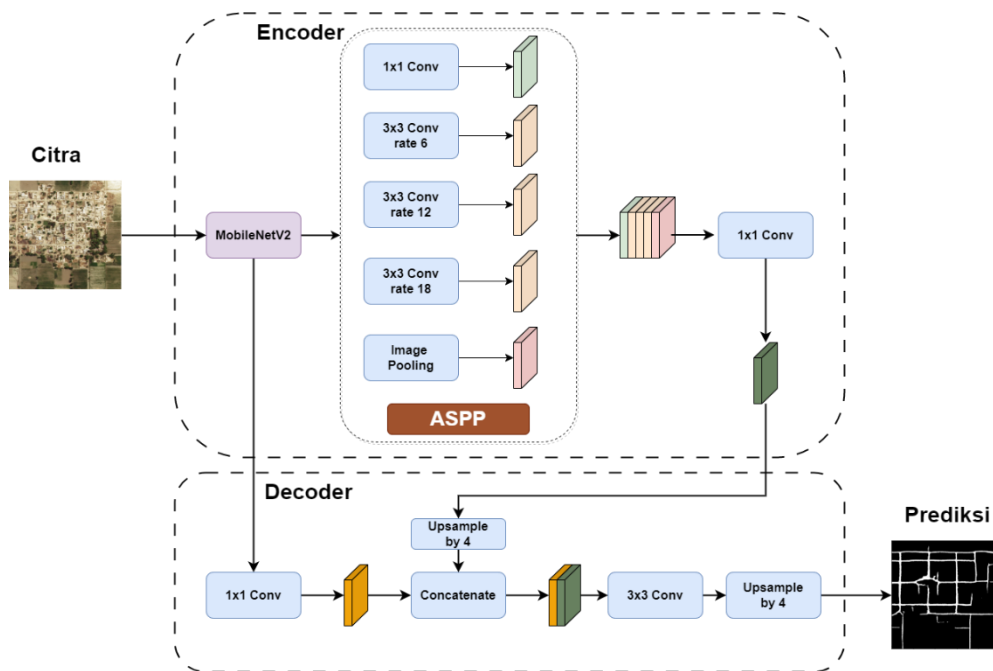 Encoder
1x1 Conv
3x3 Conv
rate 6
Citra
3x3 Conv
rate 12
MobileNetV2
1x1 Conv
3x3 Conv
rate 18
Image
Pooling
ASPP
Decoder
Upsample
by 4
Prediksi
1x1 Conv
Concatenate
3x3 Conv
Upsample
by 4